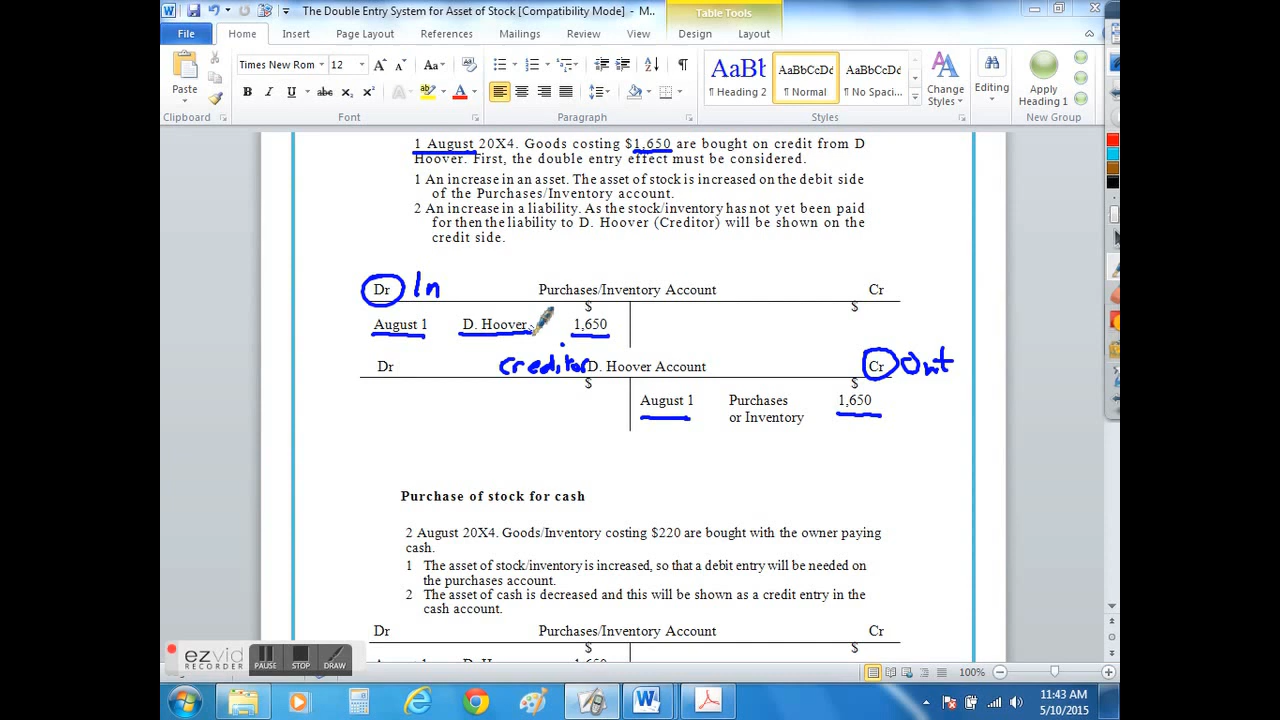 The Double Entry System for Asset of Stock [Compatibility Mode] - M...
Table Tools
File Home Insert Page Layout References Mailings Review View Design Layout
Paste
Clipboard
Times New Rom 12
Font
Paragraph
AaBb AaBbCcDd AaBbCcDd
¶ Heading 2 ¶ Normal ¶ No Spaci...
Change Styles
Styles
Editing
Apply Heading 1
New Group
1 August 20X4. Goods costing $1,650 are bought on credit from D
Hoover. First, the double entry effect must be considered.
1 An increase in an asset. The asset of stock is increased on the debit side
of the Purchases/Inventory account.
2 An increase in a liability. As the stock/inventory has not yet been paid
for then the liability to D. Hoover (Creditor) will be shown on the
credit side.
In
Dr Purchases/Inventory Account Cr
$ $
August 1 D. Hoover 1,650
Dr creditor D. Hoover Account Cr Out
$ $
August 1 Purchases 1,650
or Inventory
Purchase of stock for cash
2 August 20X4. Goods/Inventory costing $220 are bought with the owner paying
cash.
1 The asset of stock/inventory is increased, so that a debit entry will be needed on
the purchases account.
2 The asset of cash is decreased and this will be shown as a credit entry in the
cash account.
Dr Purchases/Inventory Account Cr
$ $
ezvid
RECORDER
PAUSE STOP DRAW
100%
11:43 AM
5/10/2015